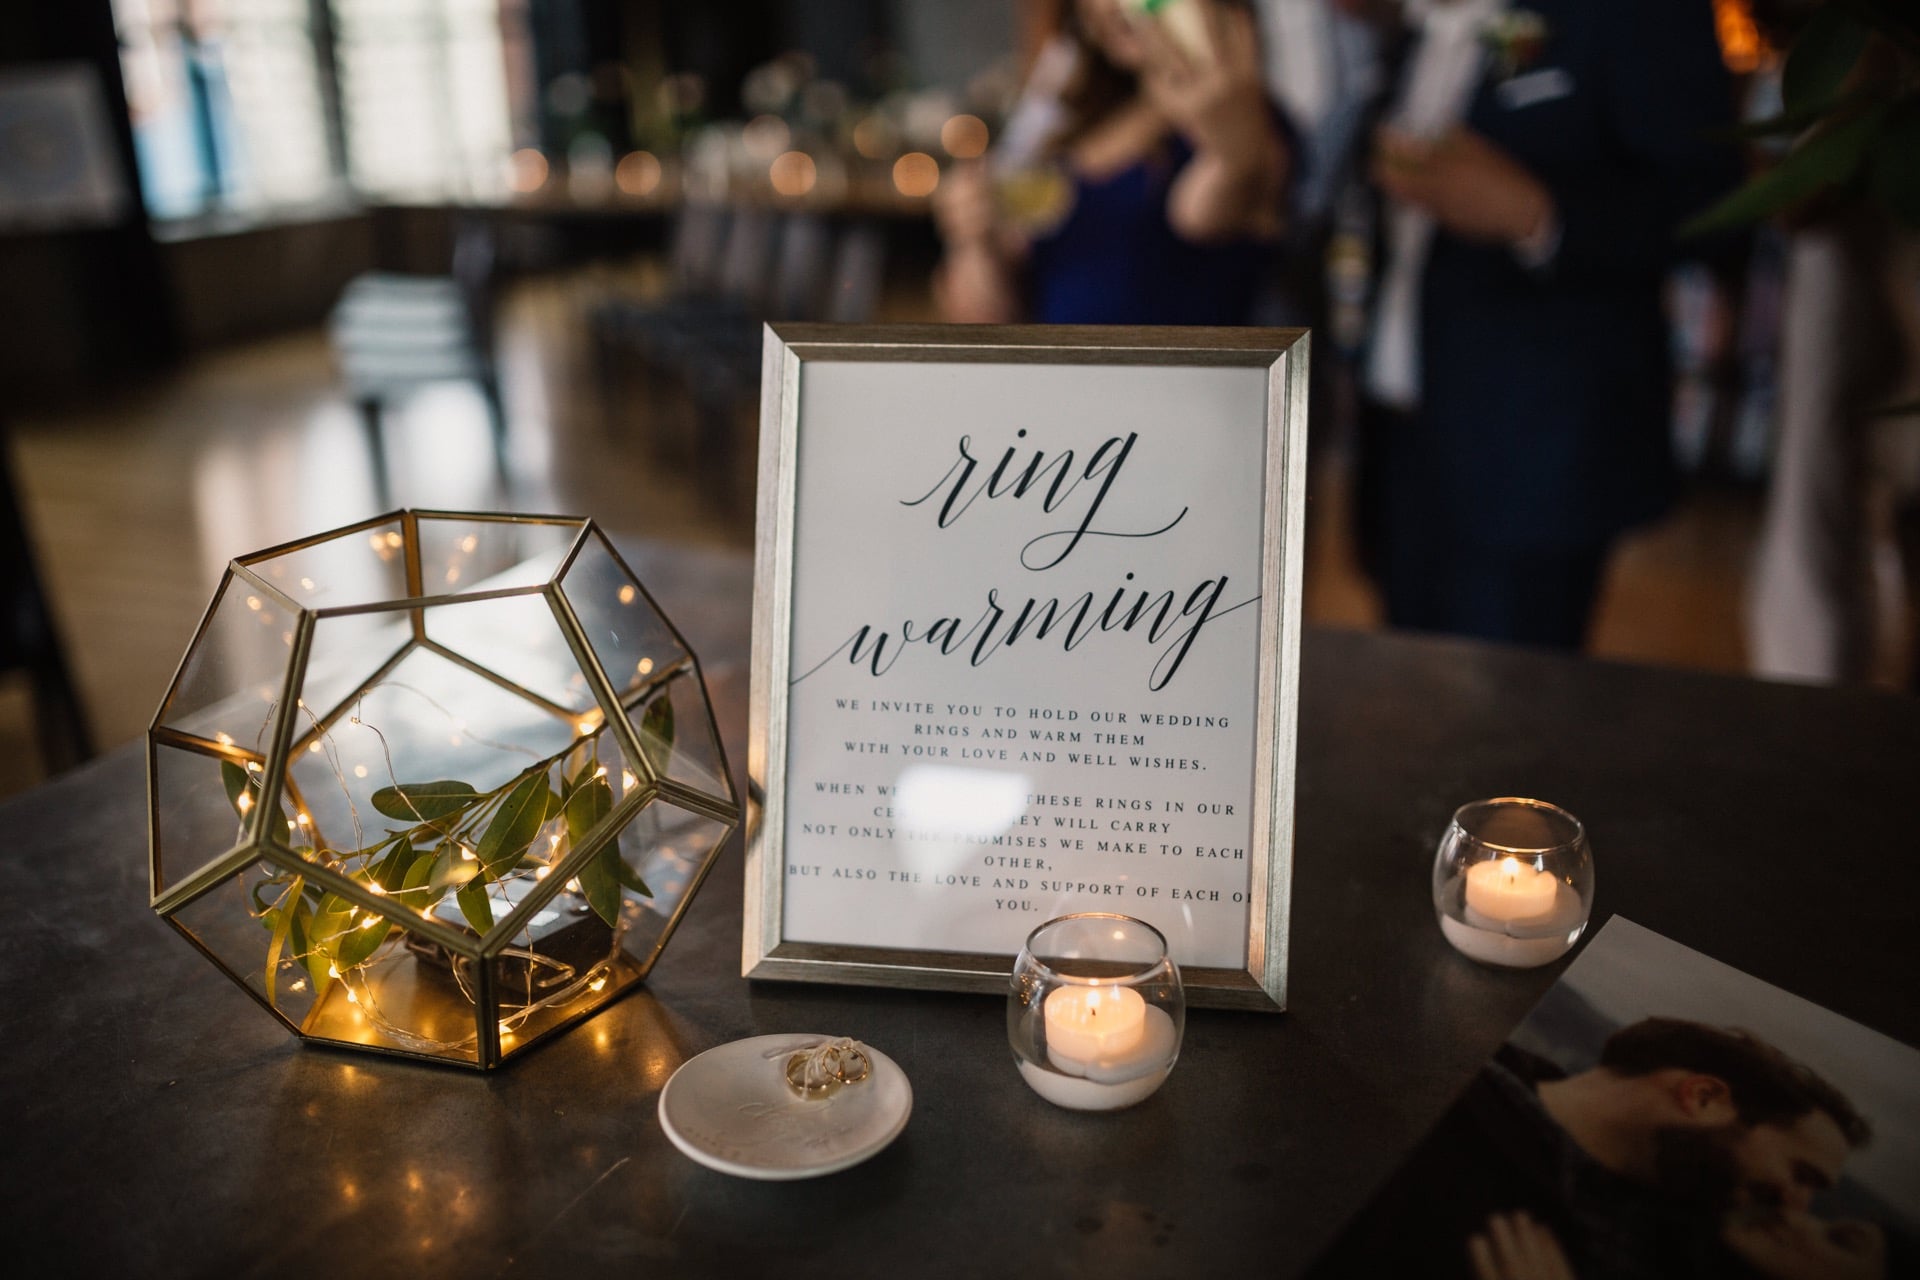 ring
warming
WE INVITE YOU TO HOLD OUR WEDDING
RINGS AND WARM THEM
WITH YOUR LOVE AND WELL WISHES.
WHEN THESE RINGS IN OUR
WILL CARRY
NOT ONLY THE PROMISES WE MAKE TO EACH
OTHER,
BUT ALSO THE LOVE AND SUPPORT OF EACH
YOU.